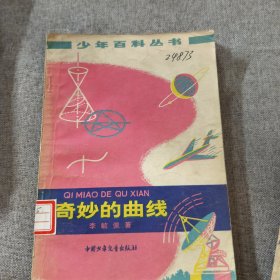 少年百科丛书
24873
QI MIAO DE QU XIAN
奇妙的曲线
李毓佩著
中国少年儿童出版社